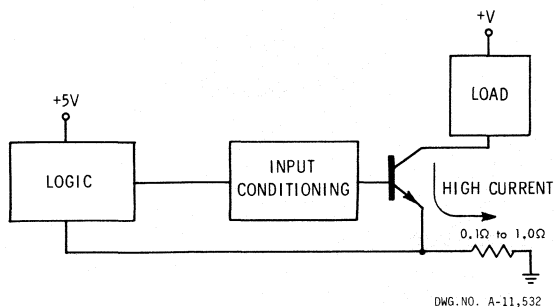 +V
LOAD
+5V
LOGIC
INPUT
CONDITIONING
HIGH CURRENT
0.1Ω to 1.0Ω
DWG.NO. A-11,532